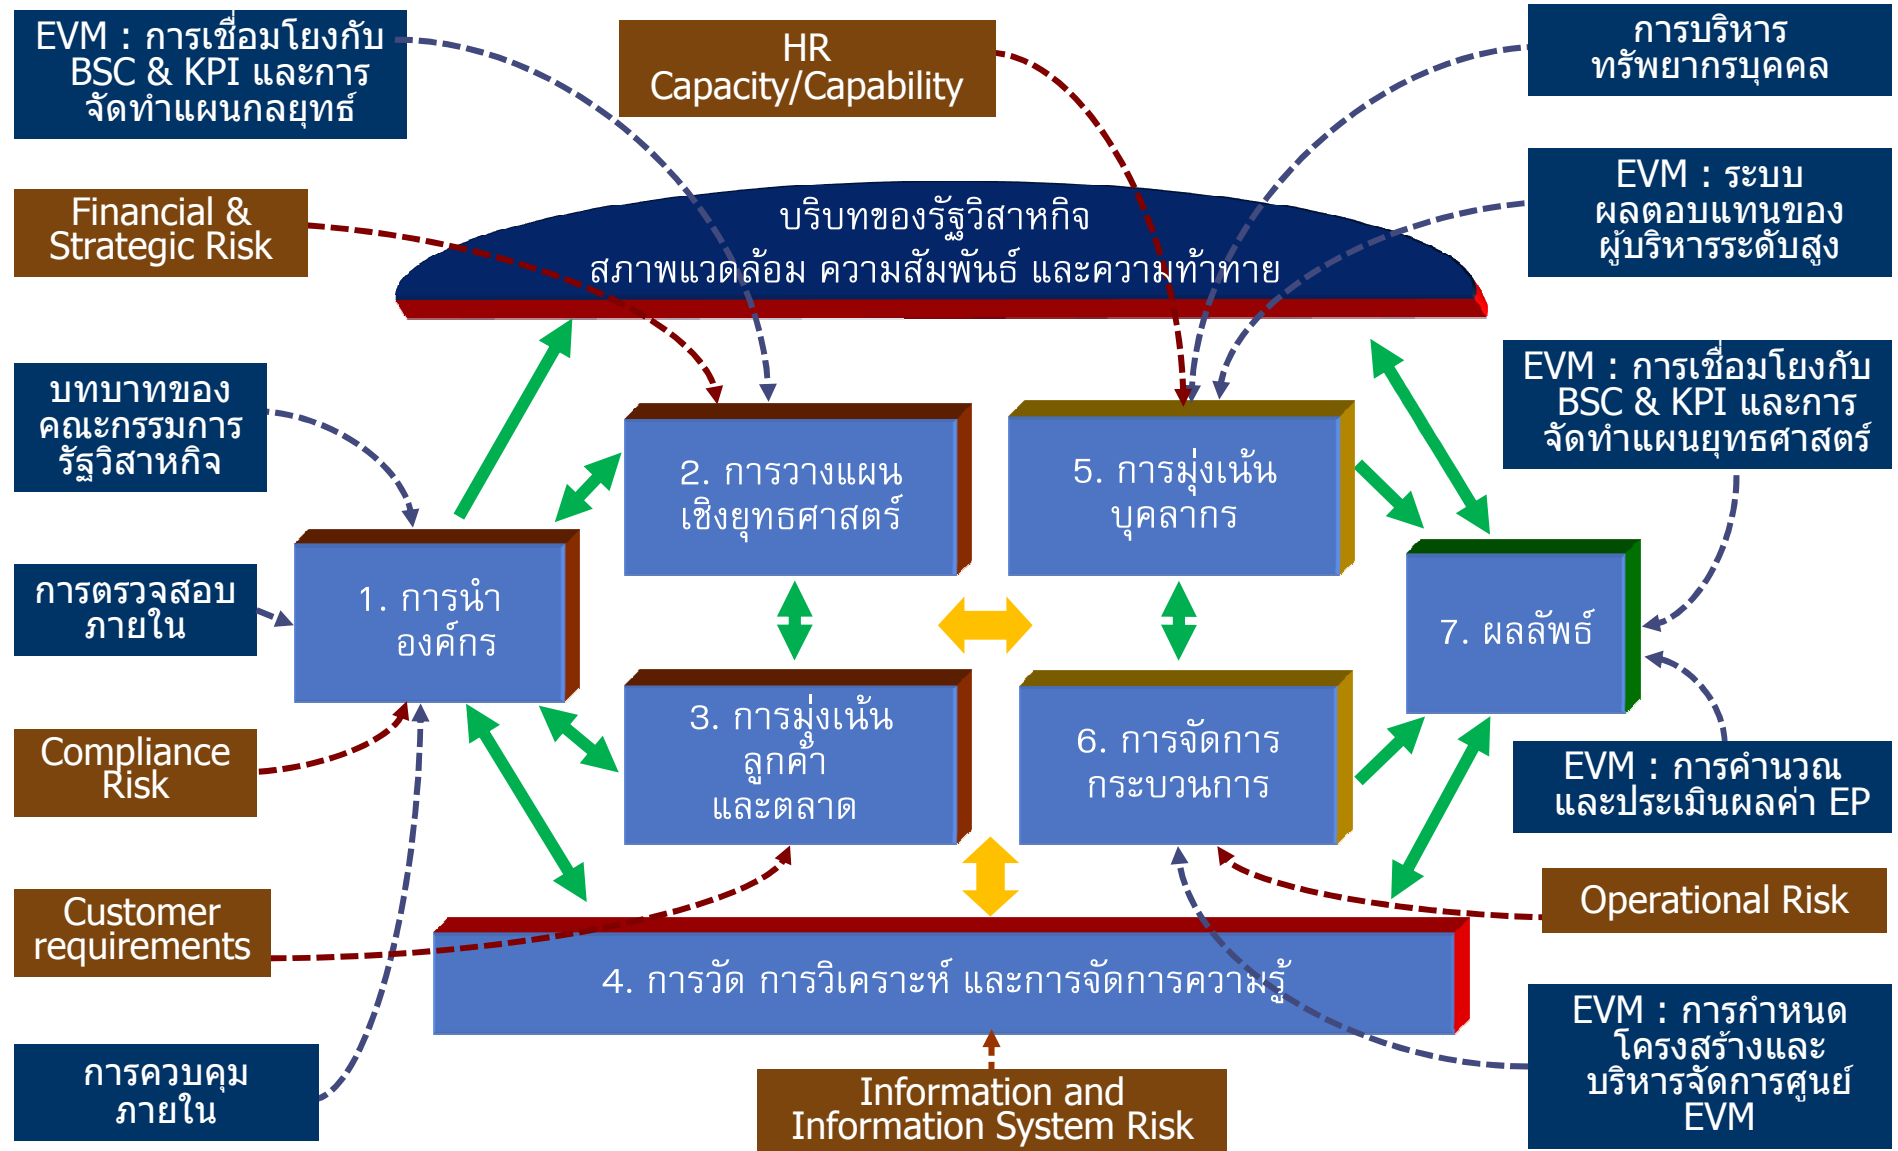 EVM : การเชื่อมโยงกับ
BSC & KPI และการ
จัดทำแผนกลยุทธ์
HR
Capacity/Capability
การบริหาร
ทรัพยากรบุคคล
Financial &
Strategic Risk
บริบทของรัฐวิสาหกิจ
สภาพแวดล้อม ความสัมพันธ์ และความท้าทาย
EVM : ระบบ
ผลตอบแทนของ
ผู้บริหารระดับสูง
บทบาทของ
คณะกรรมการ
รัฐวิสาหกิจ
2. การวางแผน
เชิงยุทธศาสตร์
5. การมุ่งเน้น
บุคลากร
EVM : การเชื่อมโยงกับ
BSC & KPI และการ
จัดทำแผนยุทธศาสตร์
การตรวจสอบ
ภายใน
1. การนำ
องค์กร
7. ผลลัพธ์
Compliance
Risk
3. การมุ่งเน้น
ลูกค้า
และตลาด
6. การจัดการ
กระบวนการ
EVM : การคำนวณ
และประเมินผลค่า EP
Customer
requirements
Operational Risk
4. การวัด การวิเคราะห์ และการจัดการความรู้
การควบคุม
ภายใน
Information and
Information System Risk
EVM : การกำหนด
โครงสร้างและ
บริหารจัดการศูนย์
EVM